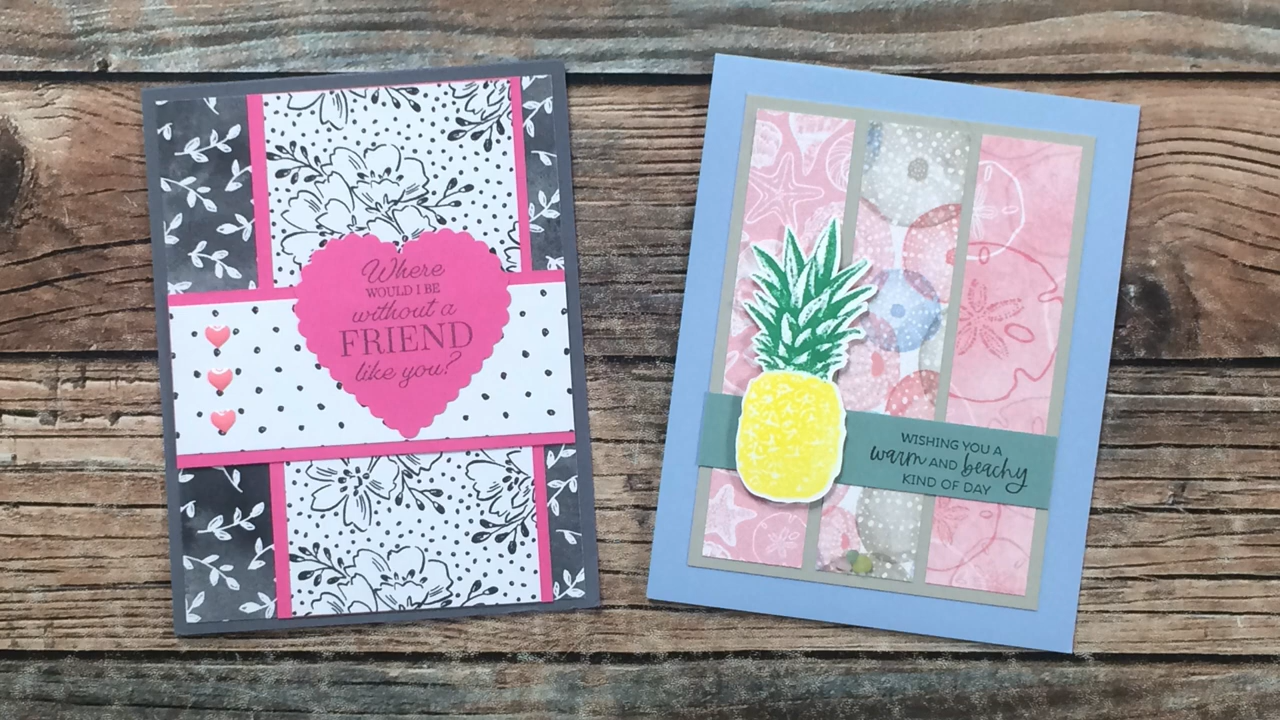 Where
WOULD I BE
without a
FRIEND
like you?
WISHING YOU A
warm AND beachy
KIND OF DAY